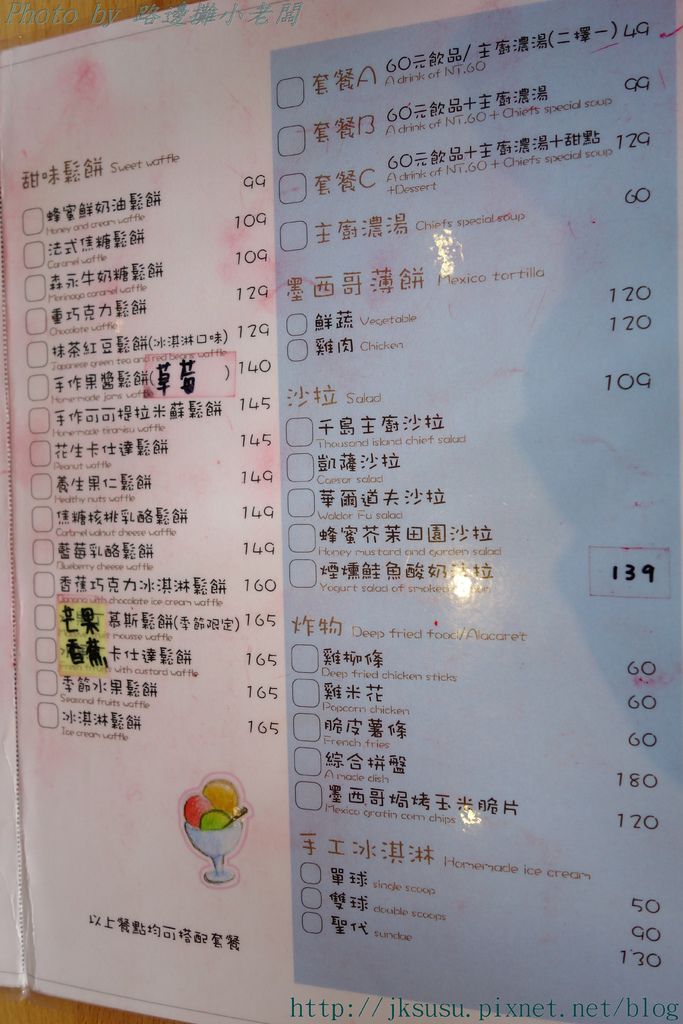 Photo by 路邊攤小老闆
甜味鬆餅 Sweet waffle
蜂蜜鮮奶油鬆餅 99
Honey and cream waffle
法式焦糖鬆餅 109
Caramel waffle
森永牛奶糖鬆餅 109
Morinaga caramel waffle
重巧克力鬆餅 129
Chocolate waffle
抹茶紅豆鬆餅(冰淇淋口味) 129
Japanese green tea and red beans waffle
手作果醬鬆餅(草莓) 140
Homemade jams waffle
手作可可提拉米蘇鬆餅 145
Homemade tiramisu waffle
花生卡仕達鬆餅 145
Peanut waffle
養生果仁鬆餅 149
Healthy nuts waffle
焦糖核桃乳酪鬆餅 149
Carbmel walnut cheese waffle
藍莓乳酪鬆餅 149
Blueberry cheese waffle
香蕉巧克力冰淇淋鬆餅 160
Banana with chocolate ice cream waffle
芒果慕斯鬆餅(季節限定) 165
mousse waffle
香蕉卡仕達鬆餅 165
with custard waffle
季節水果鬆餅 165
Seasonal fruits waffle
冰淇淋鬆餅 165
Ice cream waffle
以上餐點均可搭配套餐
套餐A 60元飲品/主廚濃湯(二擇一) 49
A drink of NT.60
套餐B 60元飲品+主廚濃湯 99
A drink of NT.60 + Chiefs special soup
套餐C 60元飲品+主廚濃湯+甜點 129
A drink of NT.60 + Chiefs special soup
+Dessert
主廚濃湯 Chiefs special soup 60
墨西哥薄餅 Mexico tortilla
鮮蔬 Vegetable 120
雞肉 Chicken 120
沙拉 Salad 109
千島主廚沙拉
Thousand island chief salad
凱薩沙拉
Caesar salad
華爾道夫沙拉
Waldor Fu salad
蜂蜜芥茉田園沙拉
Honey mustard and garden salad
煙燻鮭魚酸奶沙拉 139
Yogurt salad of smoked
炸物 Deep fried food/Alacaret
雞柳條 60
Deep fried chicken sticks
雞米花 60
Popcorn chicken
脆皮薯條 60
French fries
綜合拼盤 180
A made dish
墨西哥焗烤玉米脆片 120
Mexico gratin corn chips
手工冰淇淋 Homemade ice cream
單球 single scoop 50
雙球 double scoops 90
聖代 sundae 130
http://jksusu.pixnet.net/blog